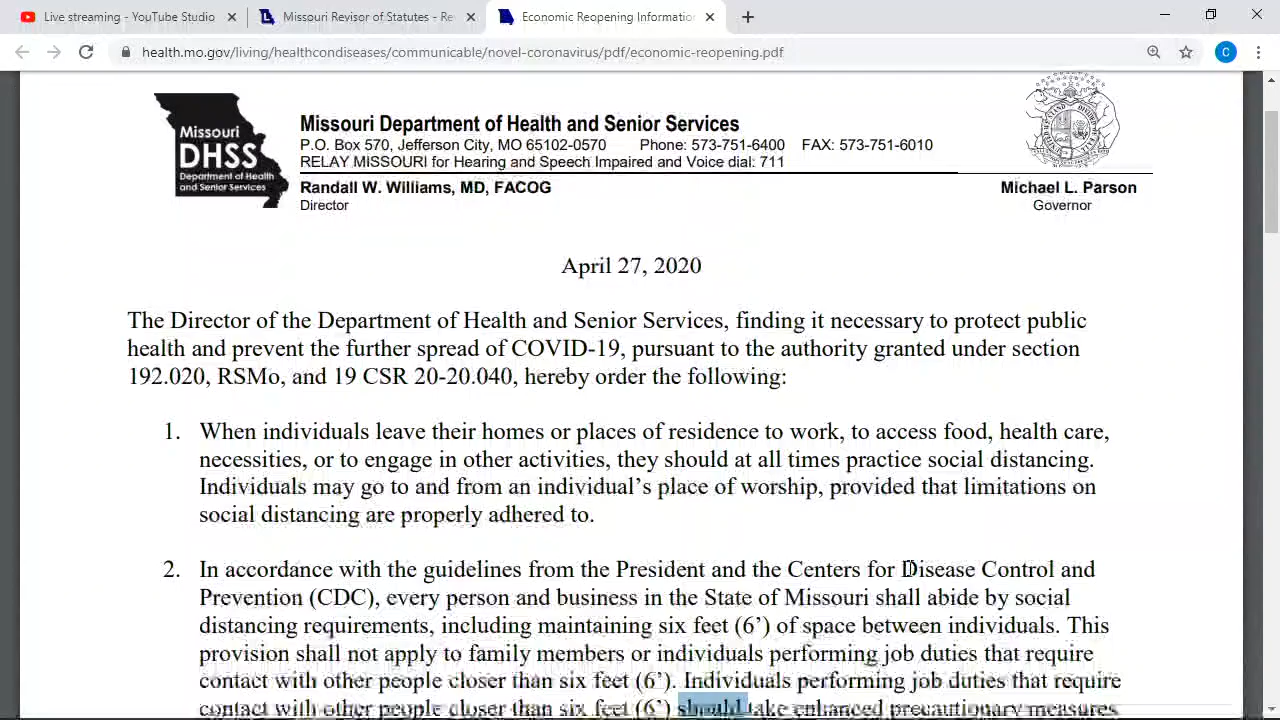 Live streaming - YouTube Studio
Missouri Revisor of Statutes - Re
Economic Reopening Information
health.mo.gov/living/healthcondiseases/communicable/novel-coronavirus/pdf/economic-reopening.pdf
C
Missouri
DHSS
Department of Health
and Senior Services
Missouri Department of Health and Senior Services
P.O. Box 570, Jefferson City, MO 65102-0570 Phone: 573-751-6400 FAX: 573-751-6010
RELAY MISSOURI for Hearing and Speech Impaired and Voice dial: 711
Randall W. Williams, MD, FACOG
Director
Michael L. Parson
Governor
April 27, 2020
The Director of the Department of Health and Senior Services, finding it necessary to protect public
health and prevent the further spread of COVID-19, pursuant to the authority granted under section
192.020, RSMo, and 19 CSR 20-20.040, hereby order the following:
1. When individuals leave their homes or places of residence to work, to access food, health care,
necessities, or to engage in other activities, they should at all times practice social distancing.
Individuals may go to and from an individual's place of worship, provided that limitations on
social distancing are properly adhered to.
2. In accordance with the guidelines from the President and the Centers for Disease Control and
Prevention (CDC), every person and business in the State of Missouri shall abide by social
distancing requirements, including maintaining six feet (6') of space between individuals. This
provision shall not apply to family members or individuals performing job duties that require
contact with other people closer than six feet (6'). Individuals performing job duties that require
contact with other people closer than six feet (6') should take enhanced precautionary measures